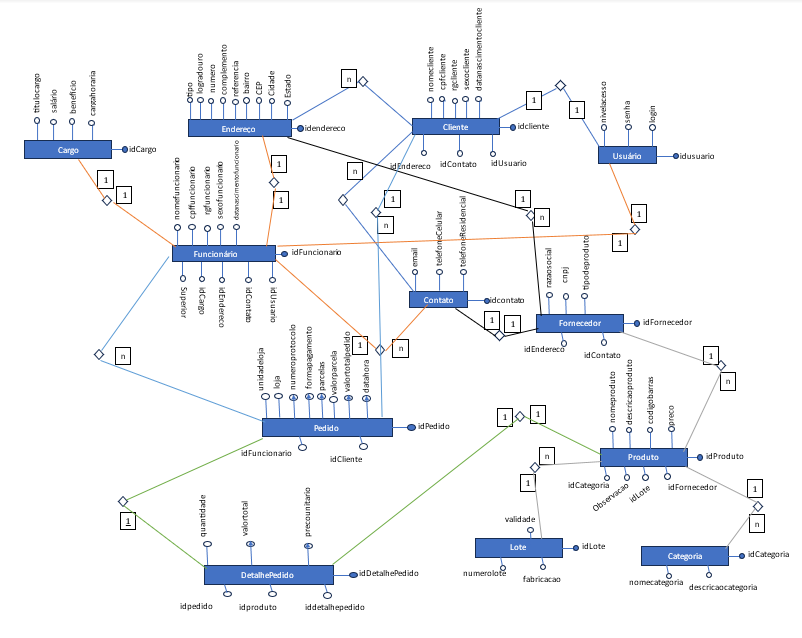 titulocargo
salário
benefício
cargahoraria
Cargo
idCargo
tipo
logradouro
numero
complemento
referencia
bairro
CEP
Cidade
Estado
Endereço
idendereco
n
nomecliente
cpfcliente
rgcliente
sexocliente
datanascimentocliente
Cliente
idcliente
idEndereco
idContato
idUsuario
1
1
nivelacesso
senha
login
Usuário
idusuario
1
1
1
1
n
1
n
1
n
1
1
nomefuncionario
cpffuncionario
rgfuncionario
sexofuncionario
datanascimentofuncionario
Funcionário
idFuncionario
Superior
idCargo
idEndereco
idContato
idUsuario
email
telefoneCelular
telefoneResidencial
Contato
idcontato
1
1
razaosocial
cnpj
tipodeproduto
Fornecedor
idFornecedor
idEndereco
idContato
n
1
n
1
n
unidadeloja
loja
numeroprotocolo
formapagamento
parcelas
valorparcela
valortotalpedido
datahora
Pedido
idPedido
idFuncionario
idCliente
1
1
nomeproduto
descricaoproduto
codigobarras
preco
Produto
idProduto
idCategoria
Observacao
idLote
idFornecedor
n
1
1
n
1
quantidade
valortotal
precounitario
DetalhePedido
idDetalhePedido
idpedido
idproduto
iddetalhepedido
validade
Lote
idLote
numerolote
fabricacao
Categoria
idCategoria
nomecategoria
descricaocategoria